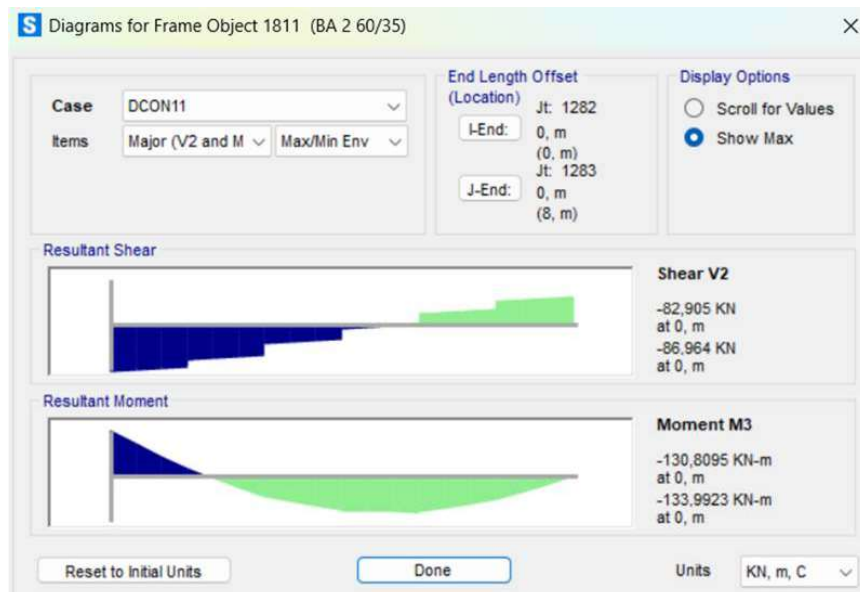 S Diagrams for Frame Object 1811 (BA 2 60/35)
Case DCON11
Items Major (V2 and M Max/Min Env
End Length Offset
(Location)
I-End: Jt: 1282
0, m
(0, m)
J-End: Jt: 1283
0, m
(8, m)
Display Options
Scroll for Values
Show Max
Resultant Shear
Shear V2
-82,905 KN
at 0, m
-86,964 KN
at 0, m
Resultant Moment
Moment M3
-130,8095 KN-m
at 0, m
-133,9923 KN-m
at 0, m
Reset to Initial Units Done Units KN, m, C